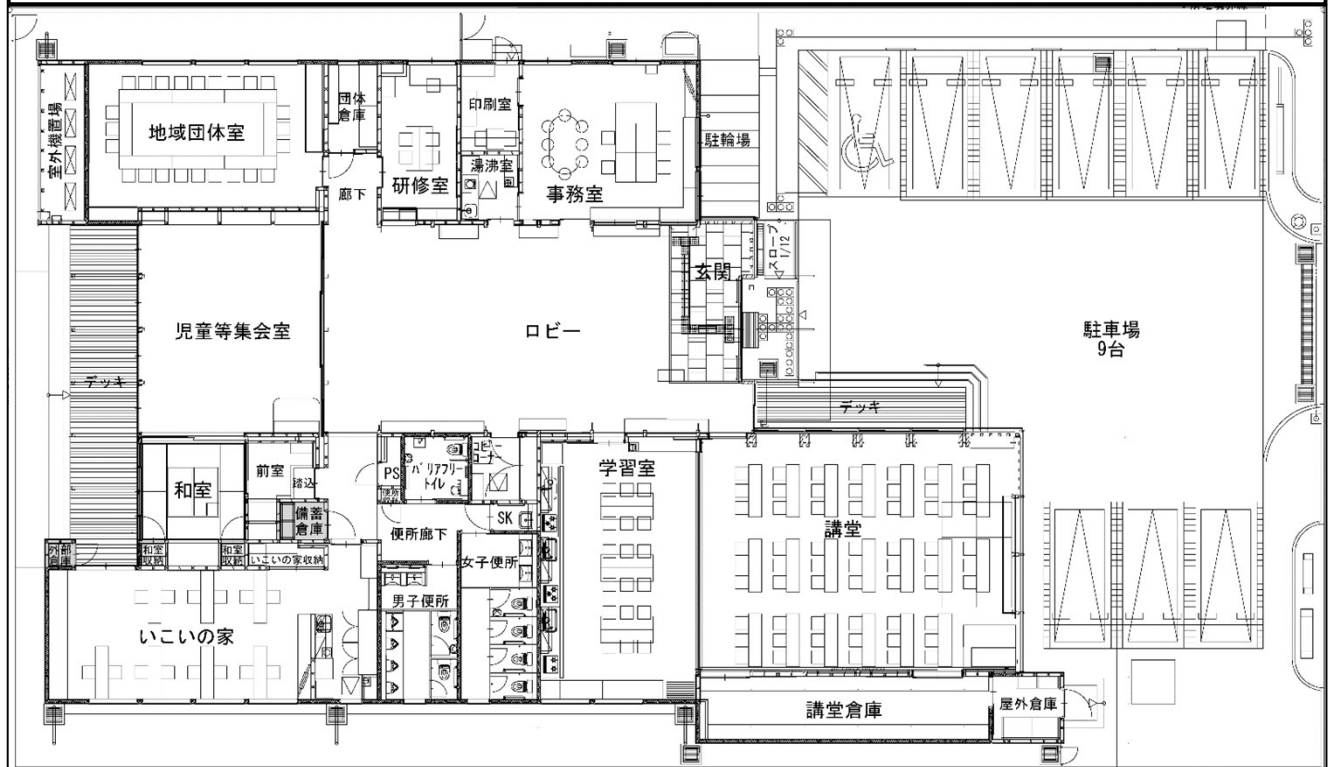 室外機置場
地域団体室
団体
倉庫
廊下
研修室
印刷室
湯沸室
事務室
駐輪場
玄関
スロープ
1/12
児童等集会室
ロビー
駐車場
9台
デッキ
デッキ
和室
前室
踏込
備蓄
倉庫
PS
バリアフリー
トイレ
コピー
コーナー
SK
便所廊下
女子便所
男子便所
学習室
講堂
外部
倉庫
和室
収納
和室
収納
いこいの家収納
いこいの家
講堂倉庫
屋外倉庫